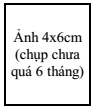 Ảnh 4x6cm
(chụp chưa
quá 6 tháng)